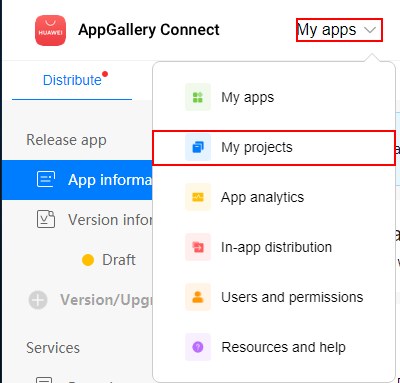 HUAWEI
AppGallery Connect
My apps
Distribute
My apps
Release app
My projects
App informa
App analytics
Version infor
In-app distribution
Draft
Users and permissions
Version/Upgr
Services
Resources and help